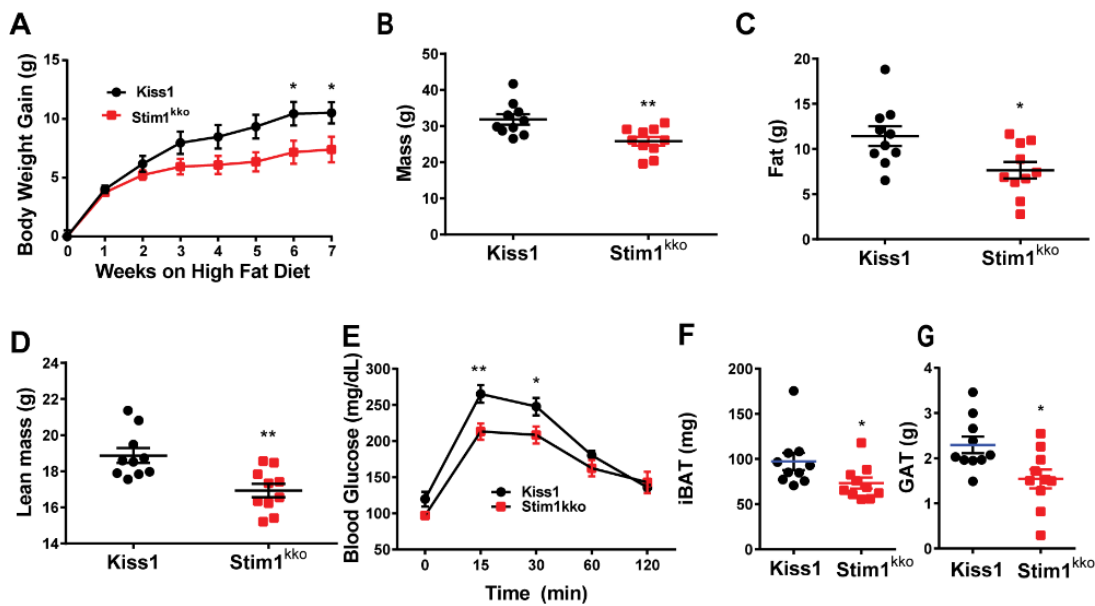 A
Body Weight Gain (g)
15
10
5
0
Kiss1
Stim1kko
* *
0 1 2 3 4 5 6 7
Weeks on High Fat Diet
B
Mass (g)
50
40
30
20
10
0
**
Kiss1 Stim1kko
C
Fat (g)
20
15
10
5
0
*
Kiss1 Stim1kko
D
Lean mass (g)
24
22
20
18
16
14
**
Kiss1 Stim1kko
E
Blood Glucose (mg/dL)
300
250
200
150
100
50
** *
Kiss1
Stim1kko
0 15 30 60 120
Time (min)
F
iBAT (mg)
200
150
100
50
0
*
Kiss1 Stim1kko
G
GAT (g)
4
3
2
1
0
*
Kiss1 Stim1kko